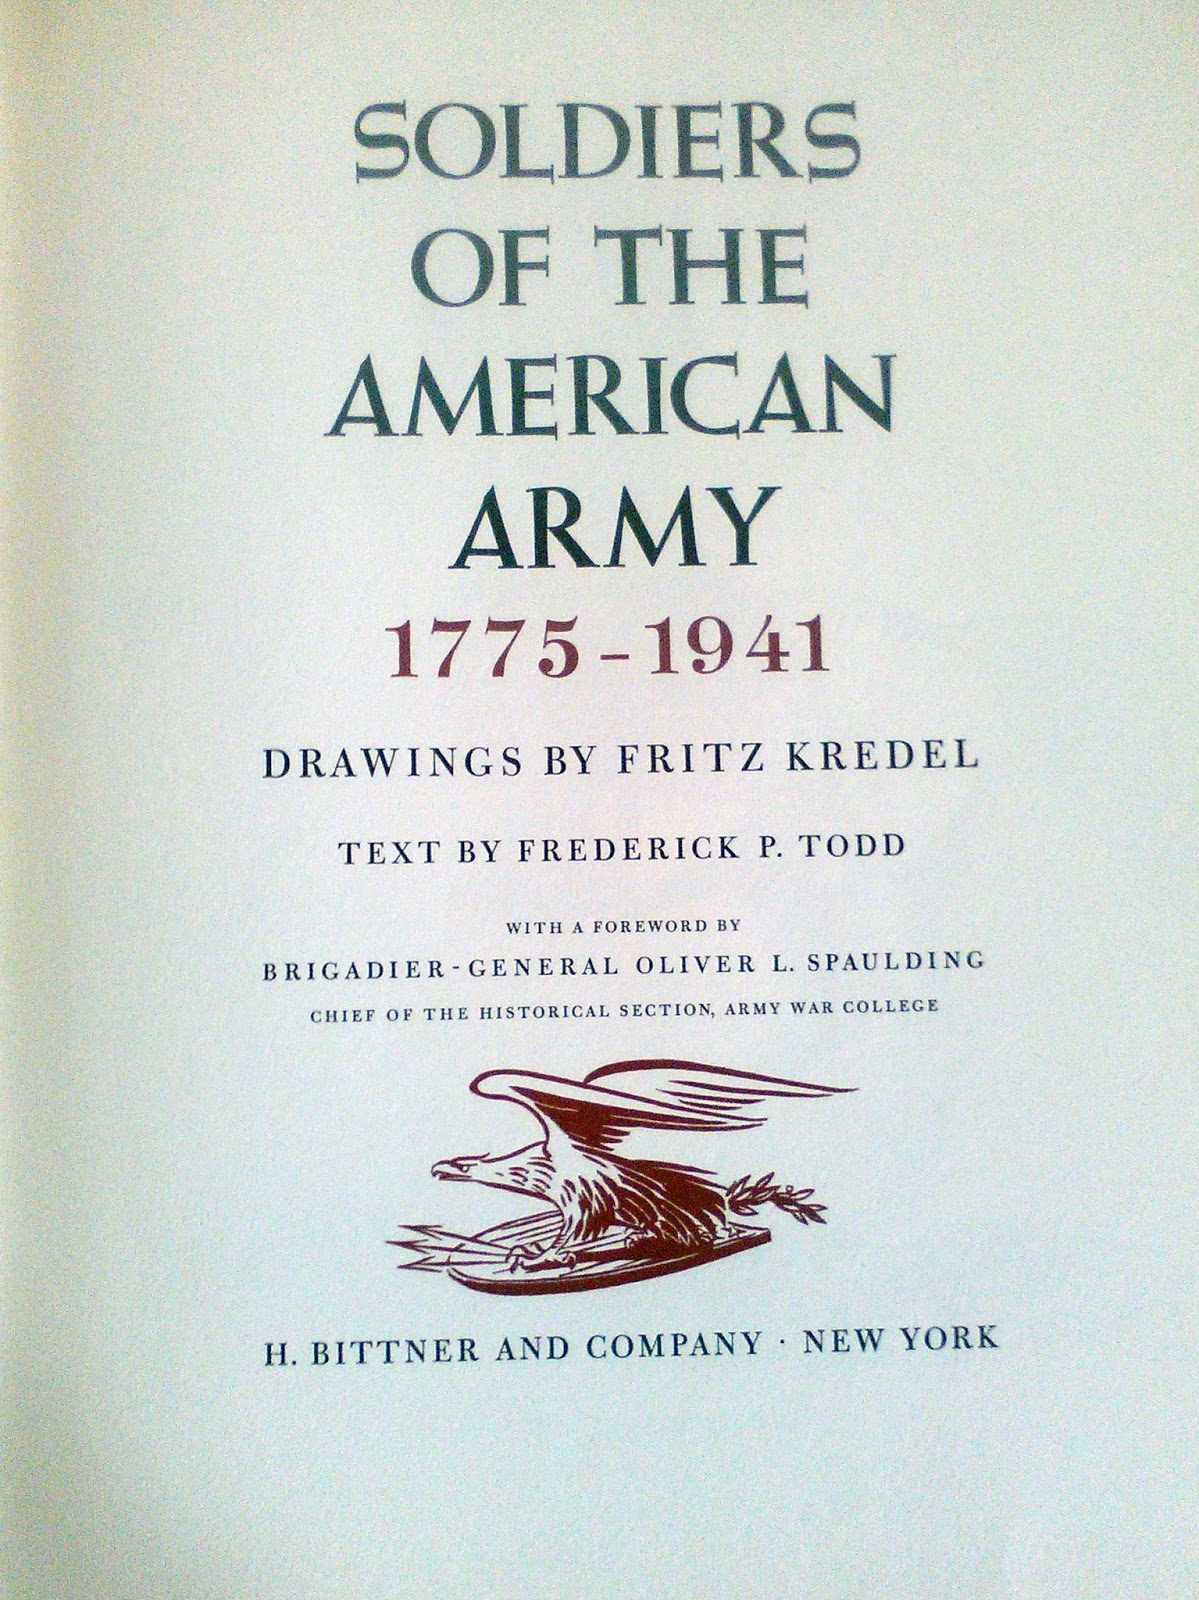 SOLDIERS
OF THE
AMERICAN
ARMY
1775-1941
DRAWINGS BY FRITZ KREDEL
TEXT BY FREDERICK P. TODD
WITH A FOREWORD BY
BRIGADIER-GENERAL OLIVER L. SPAULDING
CHIEF OF THE HISTORICAL SECTION, ARMY WAR COLLEGE
H. BITTNER AND COMPANY · NEW YORK